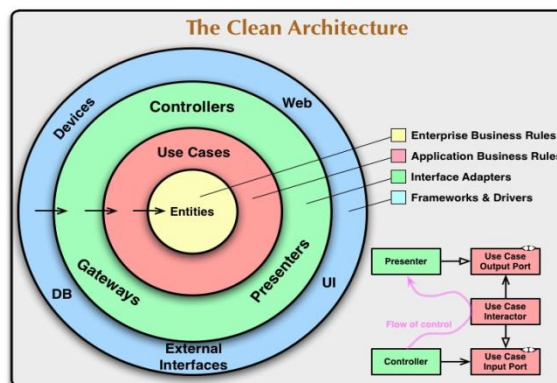 The Clean Architecture
Devices
Web
Controllers
Use Cases
Entities
Gateways
Presenters
DB
UI
External
Interfaces
Enterprise Business Rules
Application Business Rules
Interface Adapters
Frameworks & Drivers
Presenter
Use Case
Output Port
Use Case
Interactor
Flow of control
Controller
Use Case
Input Port